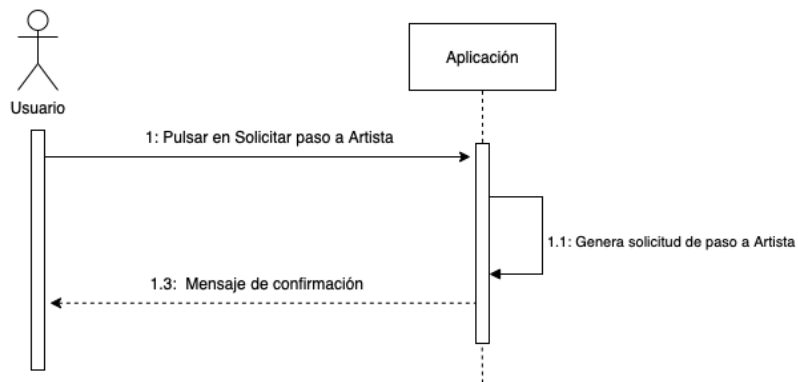 Aplicación
Usuario
1: Pulsar en Solicitar paso a Artista
1.1: Genera solicitud de paso a Artista
1.3: Mensaje de confirmación